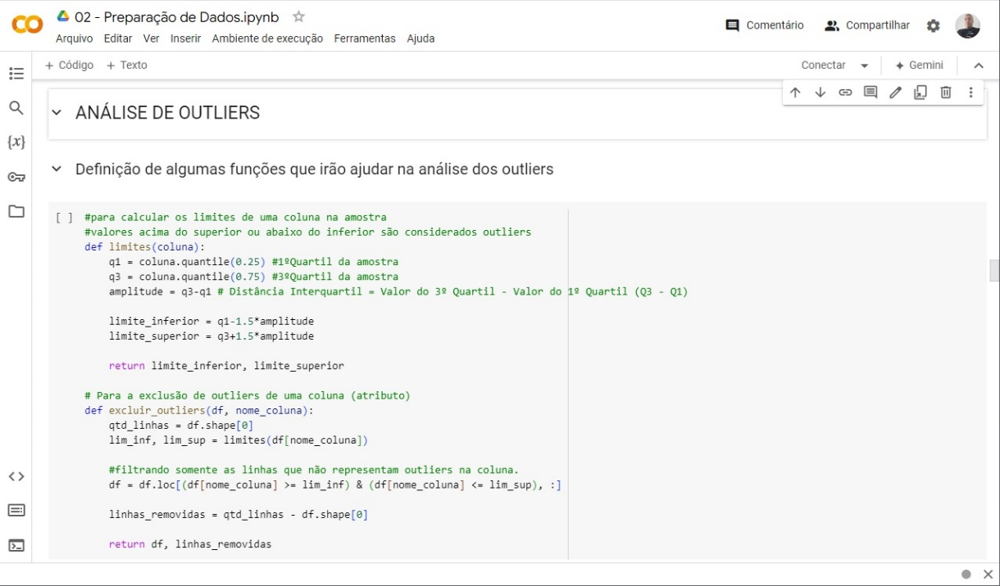 02 - Preparação de Dados.ipynb
Arquivo Editar Ver Inserir Ambiente de execução Ferramentas Ajuda
Comentário Compartilhar
+ Código + Texto
Conectar Gemini
ANÁLISE DE OUTLIERS
Definição de algumas funções que irão ajudar na análise dos outliers
[ ] #para calcular os limites de uma coluna na amostra
#valores acima do superior ou abaixo do inferior são considerados outliers
def limites(coluna):
    q1 = coluna.quantile(0.25) #1ºQuartil da amostra
    q3 = coluna.quantile(0.75) #3ºQuartil da amostra
    amplitude = q3-q1 # Distância Interquartil = Valor do 3º Quartil - Valor do 1º Quartil (Q3 - Q1)
    limite_inferior = q1-1.5*amplitude
    limite_superior = q3+1.5*amplitude
    return limite_inferior, limite_superior
# Para a exclusão de outliers de uma coluna (atributo)
def excluir_outliers(df, nome_coluna):
    qtd_linhas = df.shape[0]
    lim_inf, lim_sup = limites(df[nome_coluna])
    #filtrando somente as linhas que não representam outliers na coluna.
    df = df.loc[(df[nome_coluna] >= lim_inf) & (df[nome_coluna] <= lim_sup), :]
    linhas_removidas = qtd_linhas - df.shape[0]
    return df, linhas_removidas